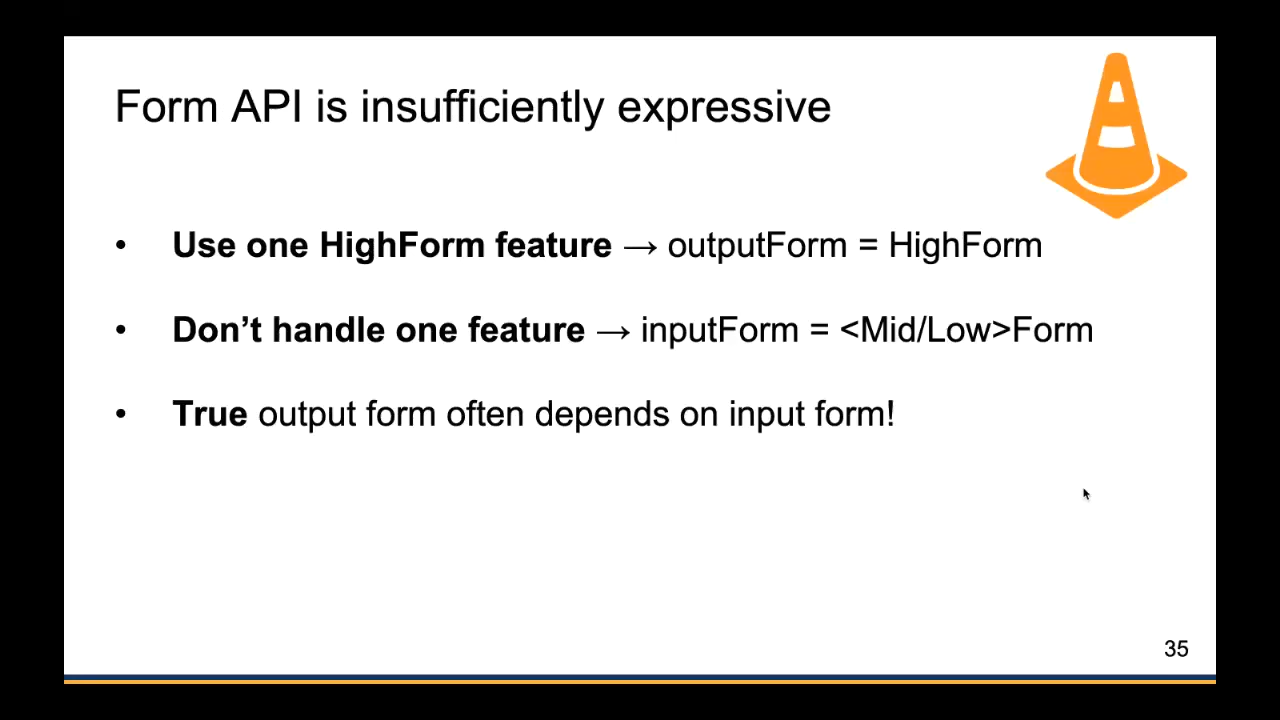 Form API is insufficiently expressive
• Use one HighForm feature → outputForm = HighForm
• Don’t handle one feature → inputForm = <Mid/Low>Form
• True output form often depends on input form!
35